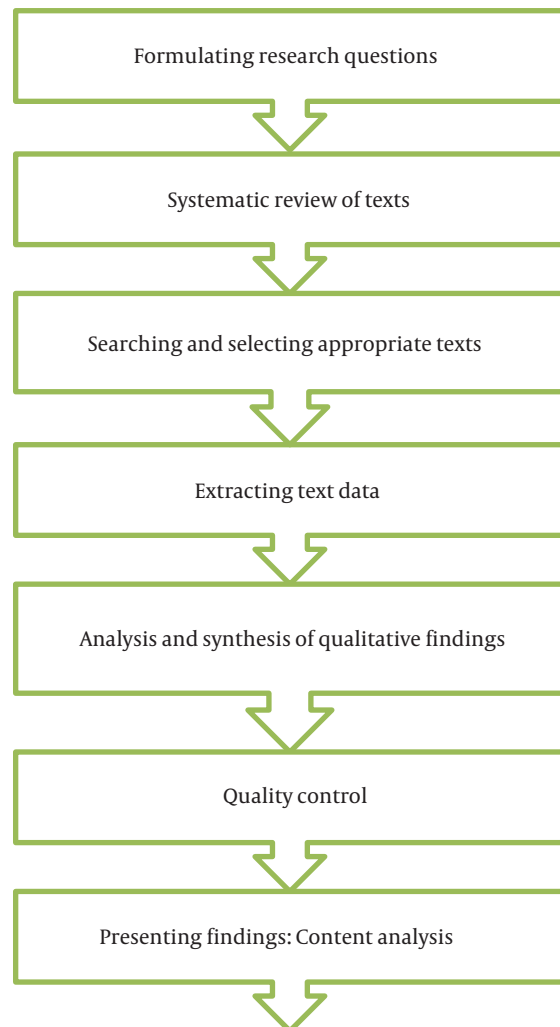 Formulating research questions
Systematic review of texts
Searching and selecting appropriate texts
Extracting text data
Analysis and synthesis of qualitative findings
Quality control
Presenting findings: Content analysis